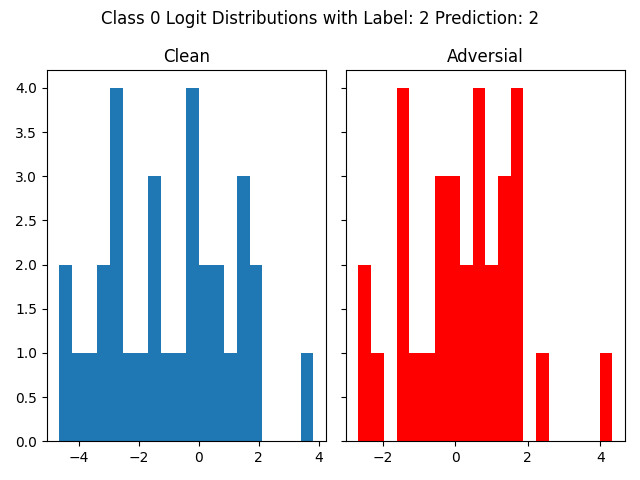 Class 0 Logit Distributions with Label: 2 Prediction: 2
Clean
Adversial
4.0
3.5
3.0
2.5
2.0
1.5
1.0
0.5
0.0
−4 −2 0 2 4
−2 0 2 4